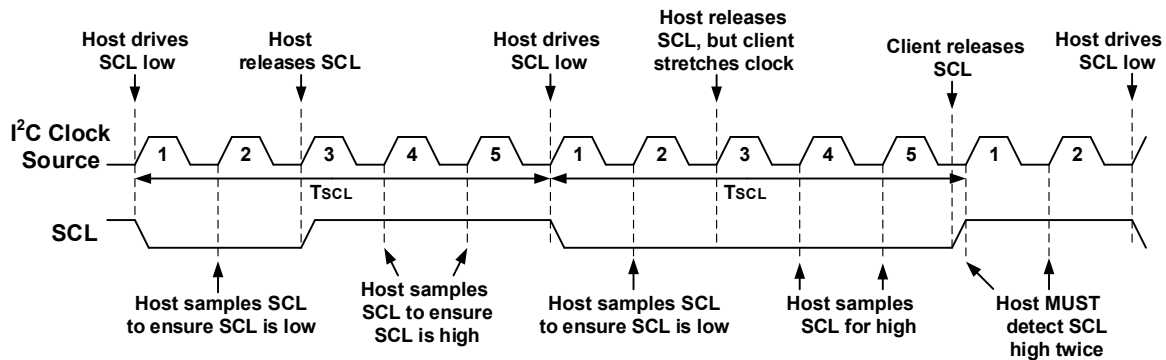 Host drives
SCL low
Host
releases SCL
Host drives
SCL low
Host releases
SCL, but client
stretches clock
Client releases
SCL
Host drives
SCL low
I²C Clock
Source
1
2
3
4
5
1
2
3
4
5
1
2
TSCL
TSCL
SCL
Host samples SCL
to ensure SCL is low
Host samples
SCL to ensure
SCL is high
Host samples SCL
to ensure SCL is low
Host samples
SCL for high
Host MUST
detect SCL
high twice